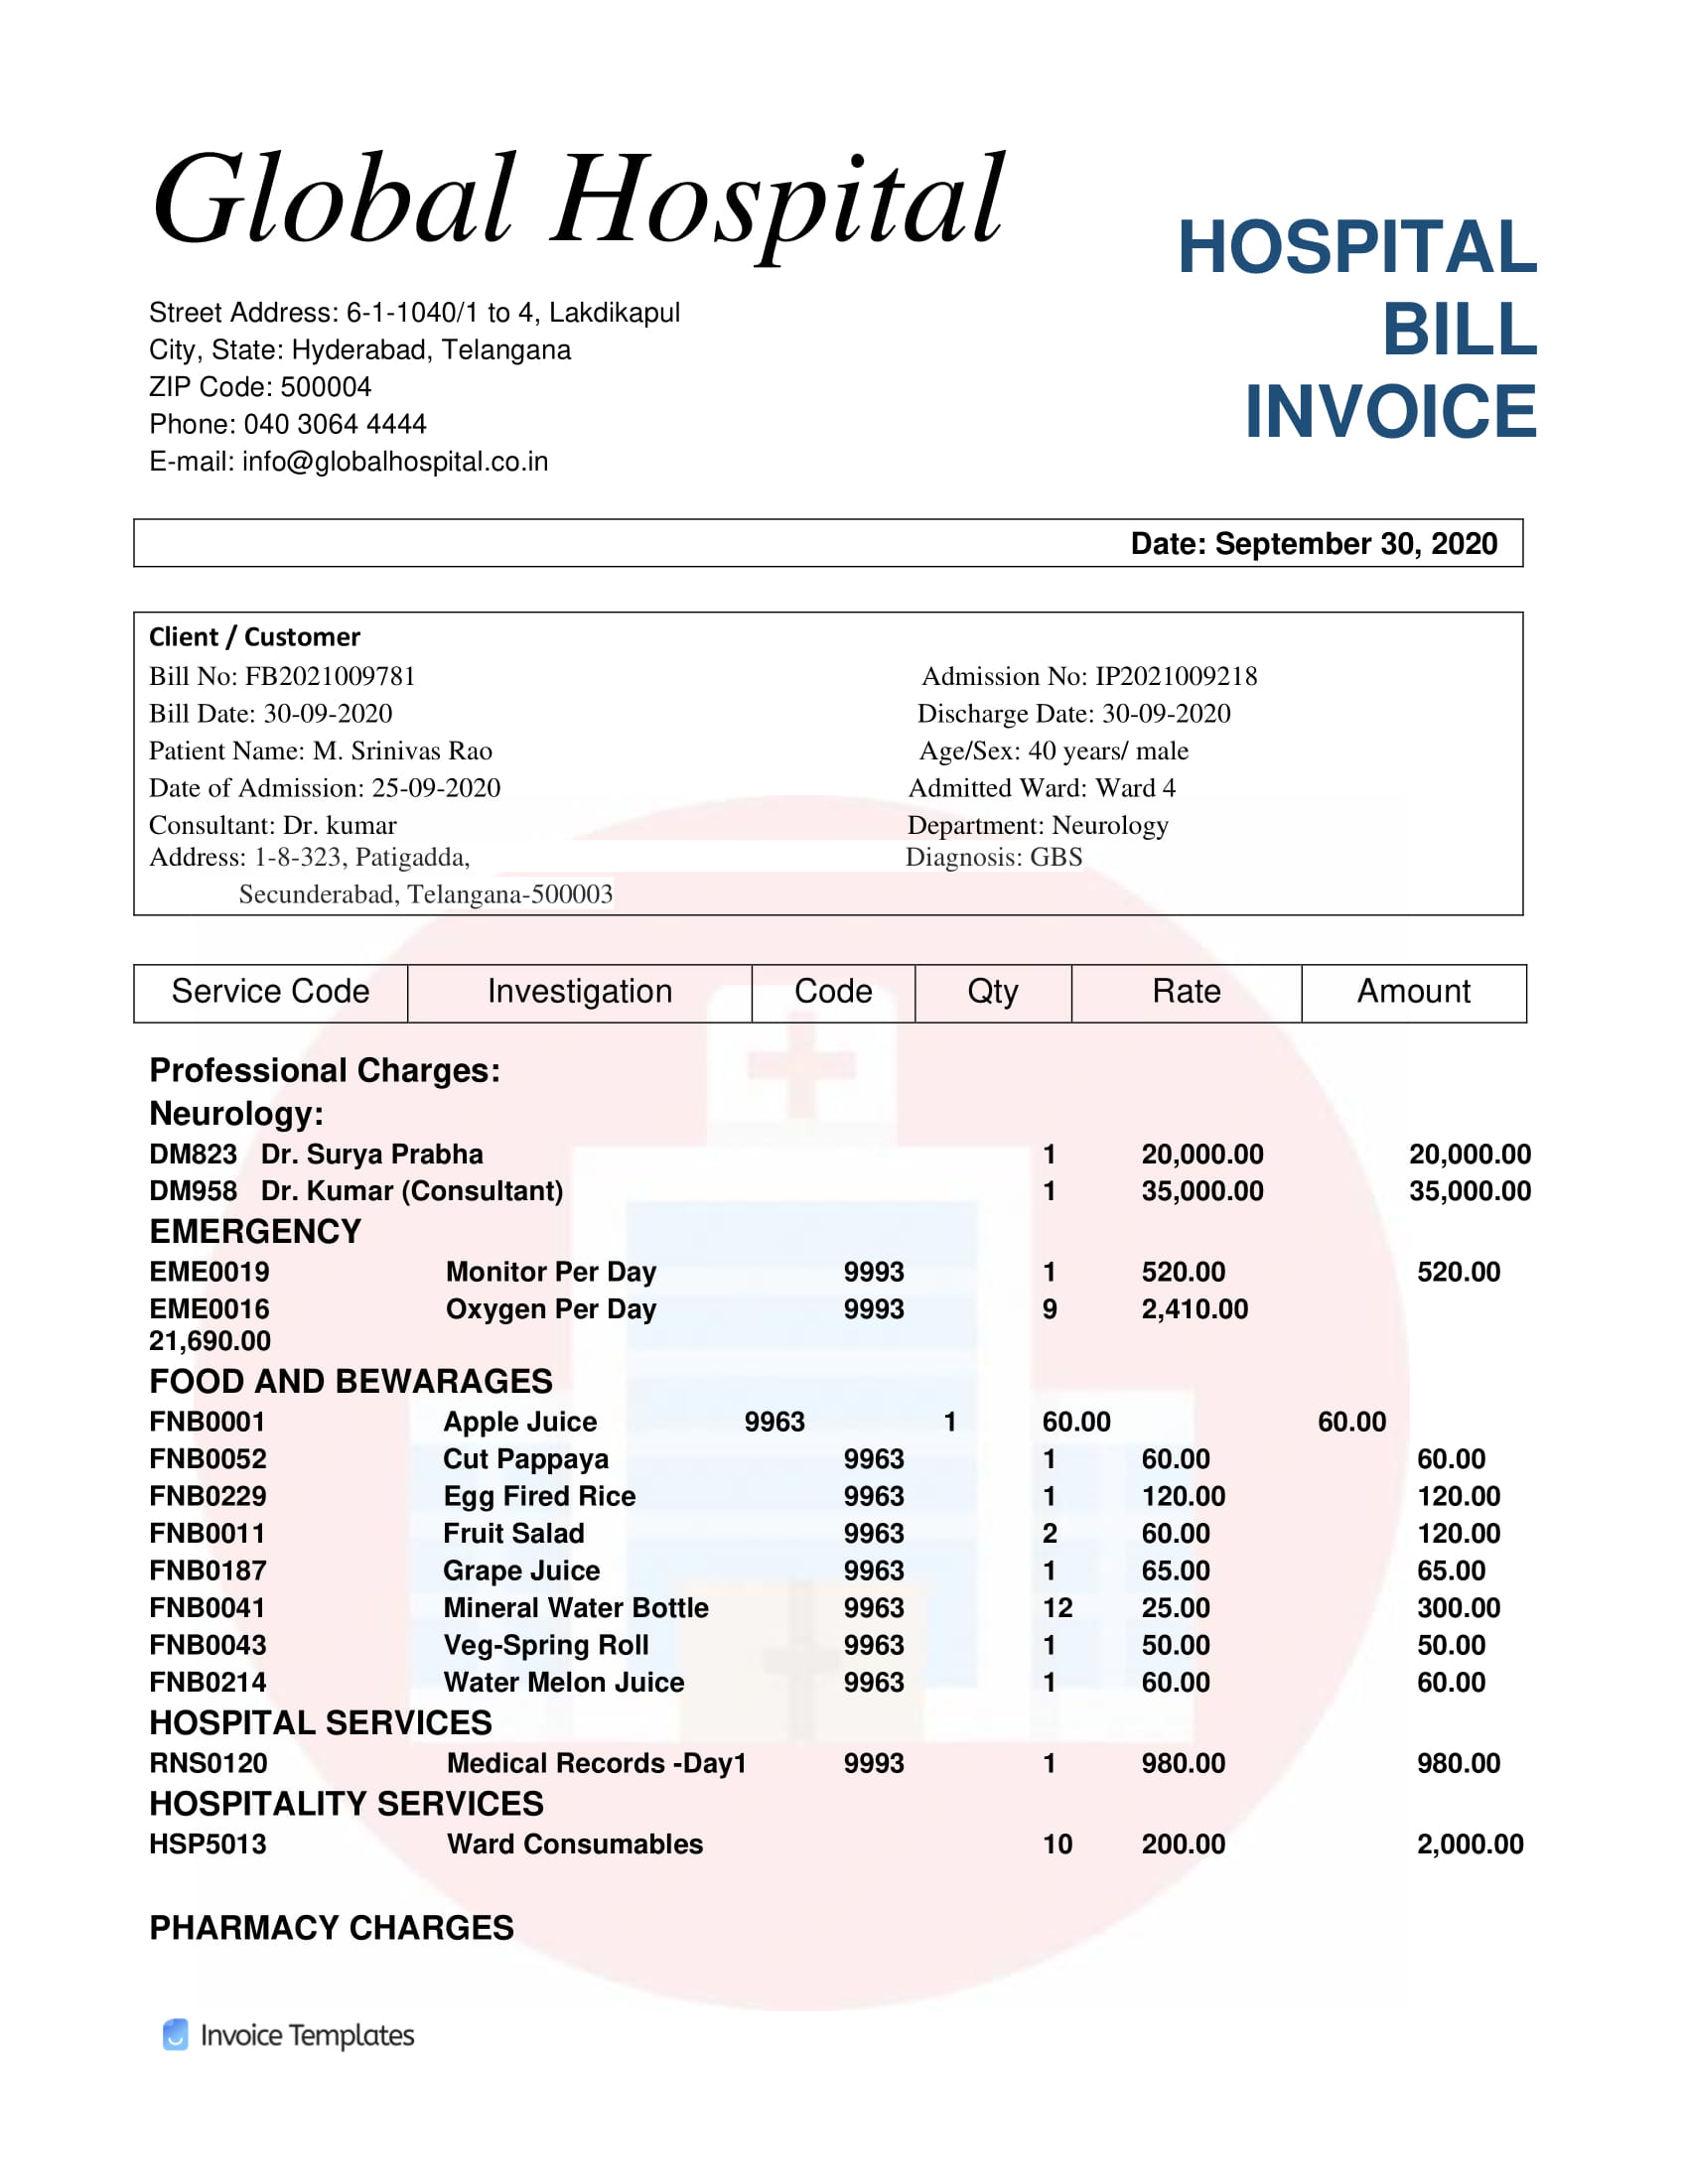 Global Hospital
HOSPITAL
BILL
INVOICE
Street Address: 6-1-1040/1 to 4, Lakdikapul
City, State: Hyderabad, Telangana
ZIP Code: 500004
Phone: 040 3064 4444
E-mail: info@globalhospital.co.in
Date: September 30, 2020
Client / Customer
Bill No: FB2021009781 Admission No: IP2021009218
Bill Date: 30-09-2020 Discharge Date: 30-09-2020
Patient Name: M. Srinivas Rao Age/Sex: 40 years/ male
Date of Admission: 25-09-2020 Admitted Ward: Ward 4
Consultant: Dr. kumar Department: Neurology
Address: 1-8-323, Patigadda, Diagnosis: GBS
Secunderabad, Telangana-500003
Service Code Investigation Code Qty Rate Amount
Professional Charges:
Neurology:
DM823 Dr. Surya Prabha 1 20,000.00 20,000.00
DM958 Dr. Kumar (Consultant) 1 35,000.00 35,000.00
EMERGENCY
EME0019 Monitor Per Day 9993 1 520.00 520.00
EME0016 Oxygen Per Day 9993 9 2,410.00
21,690.00
FOOD AND BEWARAGES
FNB0001 Apple Juice 9963 1 60.00 60.00
FNB0052 Cut Pappaya 9963 1 60.00 60.00
FNB0229 Egg Fired Rice 9963 1 120.00 120.00
FNB0011 Fruit Salad 9963 2 60.00 120.00
FNB0187 Grape Juice 9963 1 65.00 65.00
FNB0041 Mineral Water Bottle 9963 12 25.00 300.00
FNB0043 Veg-Spring Roll 9963 1 50.00 50.00
FNB0214 Water Melon Juice 9963 1 60.00 60.00
HOSPITAL SERVICES
RNS0120 Medical Records -Day1 9993 1 980.00 980.00
HOSPITALITY SERVICES
HSP5013 Ward Consumables 10 200.00 2,000.00
PHARMACY CHARGES
Invoice Templates